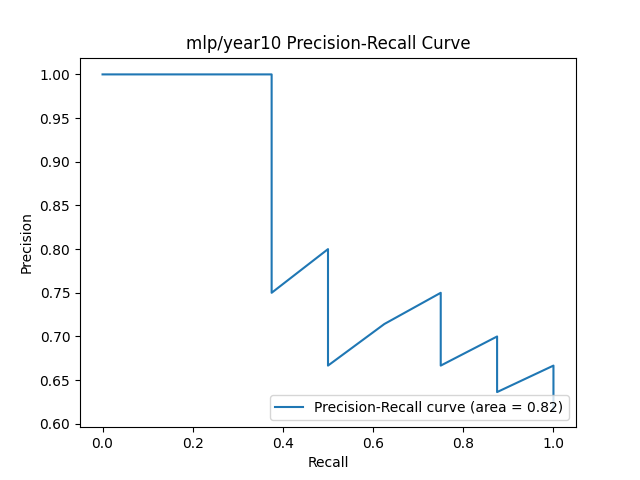 mlp/year10 Precision-Recall Curve
1.00
0.95
0.90
0.85
0.80
0.75
0.70
0.65
0.60
Precision
Precision-Recall curve (area = 0.82)
0.0 0.2 0.4 0.6 0.8 1.0
Recall